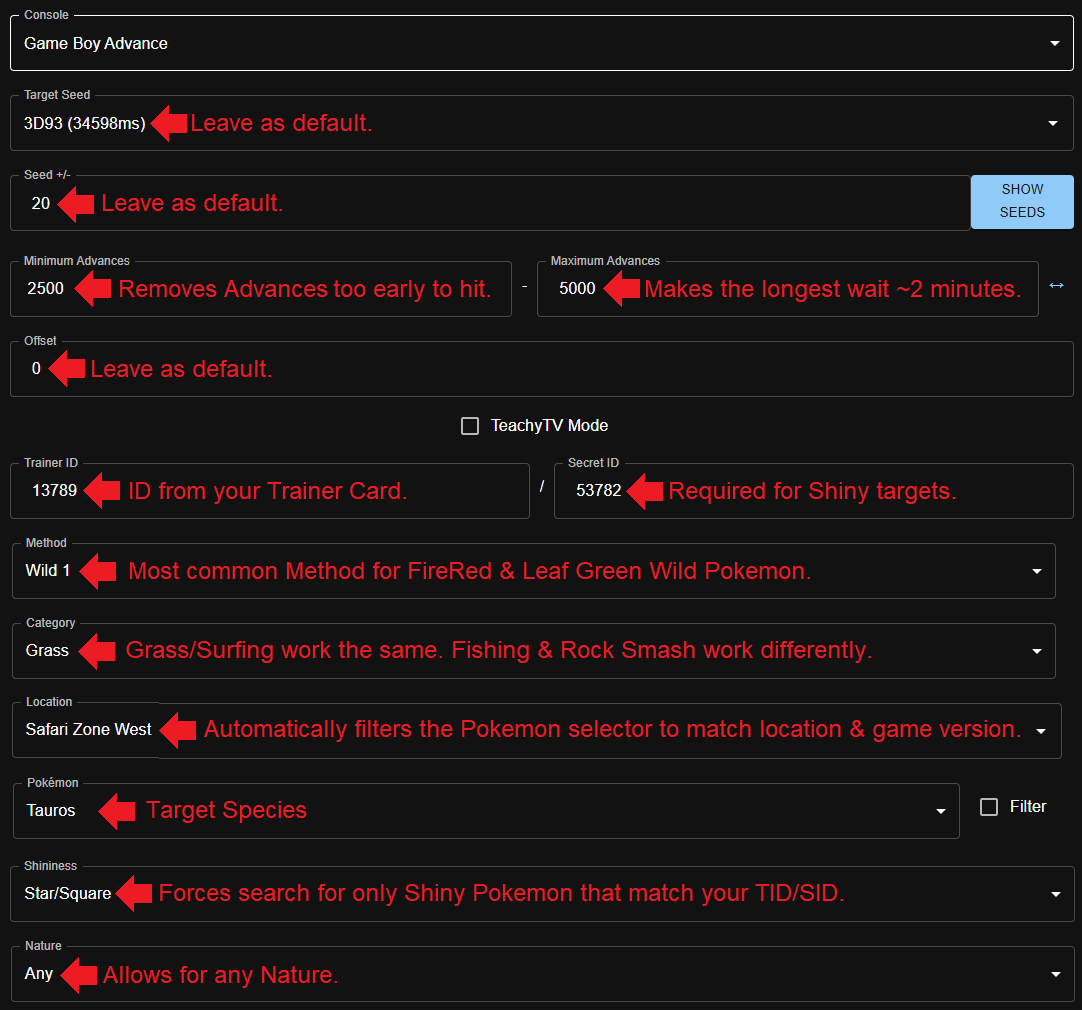 Console
Game Boy Advance
Target Seed
3D93 (34598ms) Leave as default.
Seed +/-
20 Leave as default.
SHOW
SEEDS
Minimum Advances
2500 Removes Advances too early to hit.
-
Maximum Advances
5000 Makes the longest wait ~2 minutes.
↔
Offset
0 Leave as default.
TeachyTV Mode
Trainer ID
13789 ID from your Trainer Card.
/
Secret ID
53782 Required for Shiny targets.
Method
Wild 1 Most common Method for FireRed & Leaf Green Wild Pokemon.
Category
Grass Grass/Surfing work the same. Fishing & Rock Smash work differently.
Location
Safari Zone West Automatically filters the Pokemon selector to match location & game version.
Pokémon
Tauros Target Species
Filter
Shininess
Star/Square Forces search for only Shiny Pokemon that match your TID/SID.
Nature
Any Allows for any Nature.